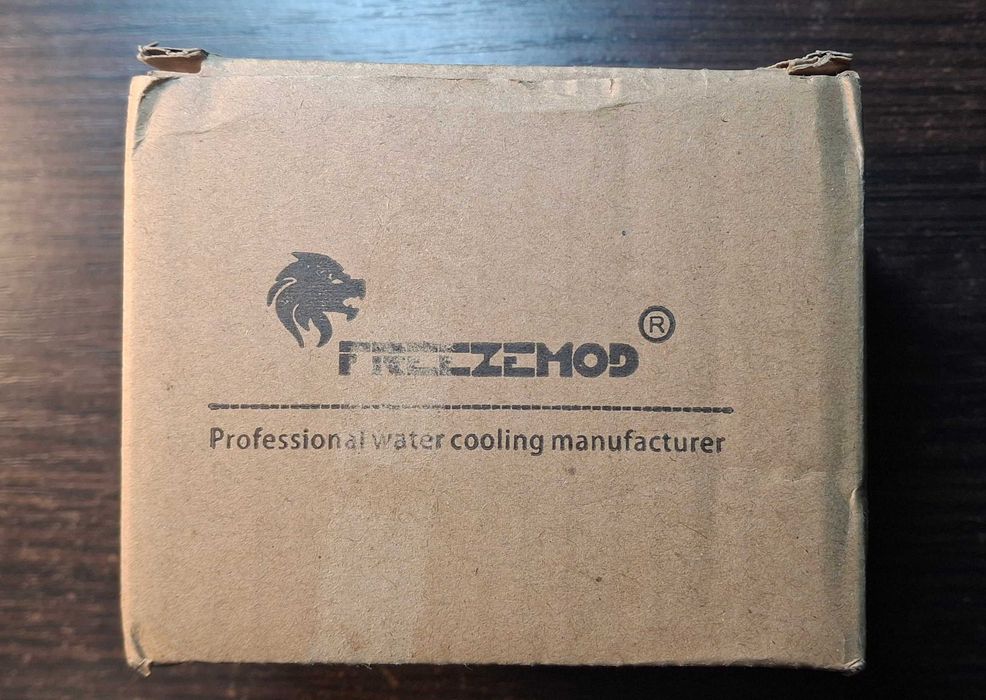 FREEZEMOD ®
Professional water cooling manufacturer